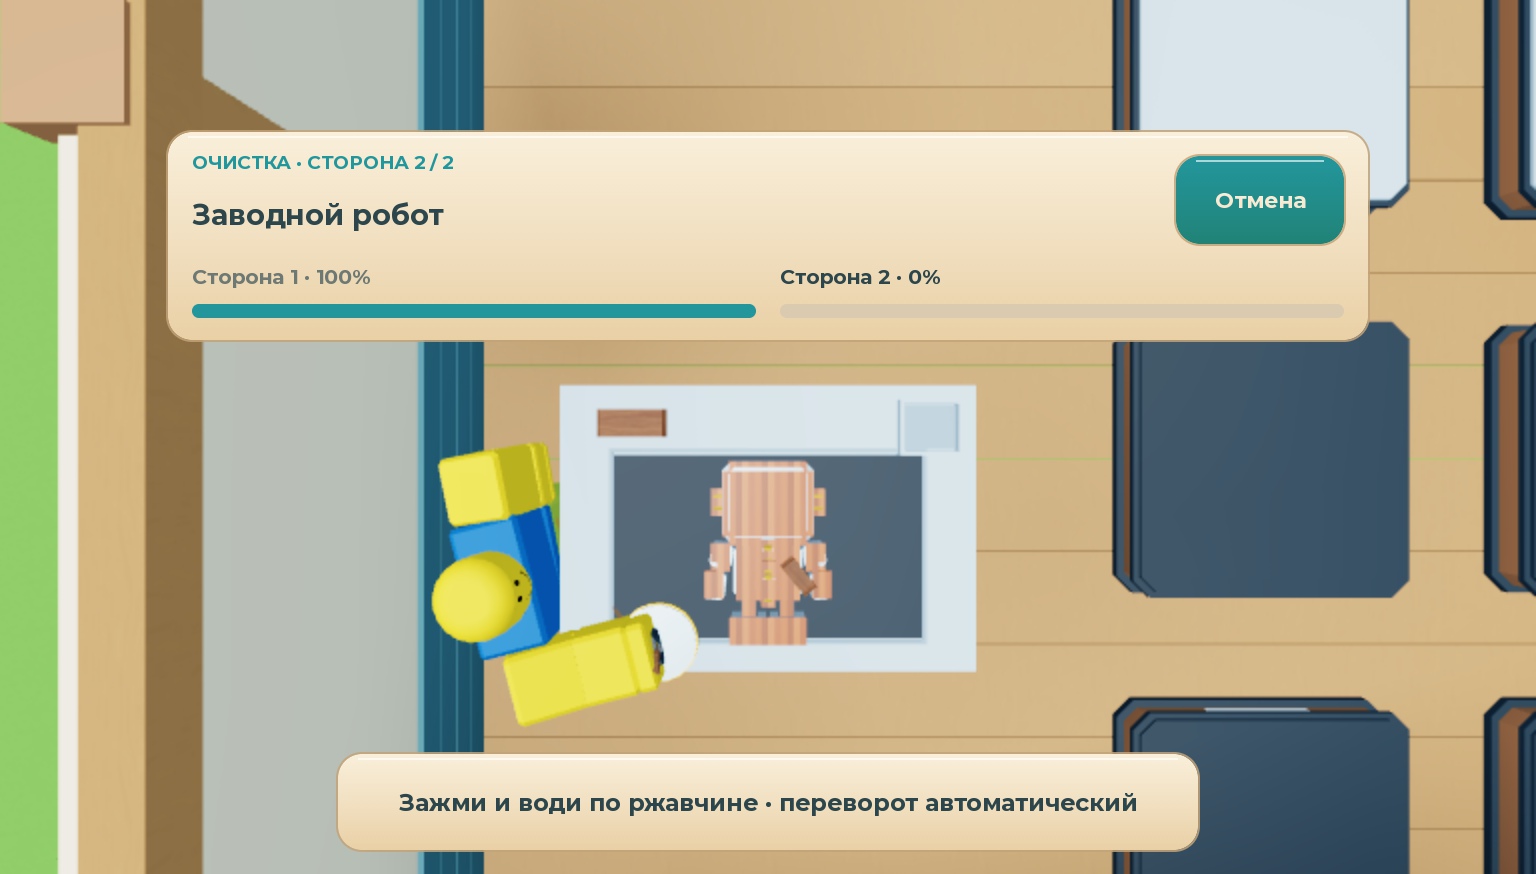 ОЧИСТКА · СТОРОНА 2 / 2
Заводной робот
Отмена
Сторона 1 · 100%
Сторона 2 · 0%
Зажми и води по ржавчине · переворот автоматический